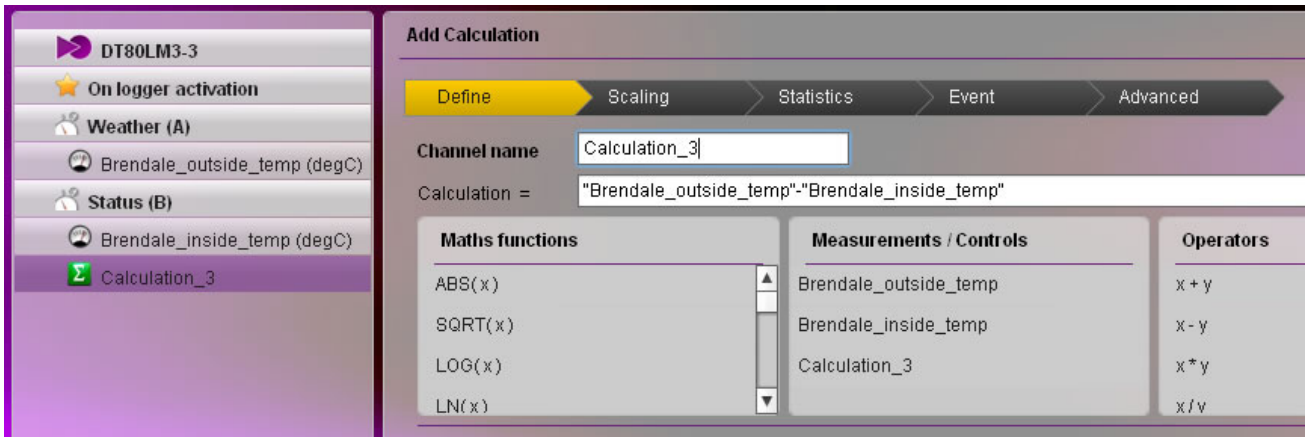 DT80LM3-3
On logger activation
Weather (A)
Brendale_outside_temp (degC)
Status (B)
Brendale_inside_temp (degC)
Calculation_3
Add Calculation
Define Scaling Statistics Event Advanced
Channel name Calculation_3
Calculation = "Brendale_outside_temp"-"Brendale_inside_temp"
Maths functions
ABS(x)
SQRT(x)
LOG(x)
LN(x)
Measurements / Controls
Brendale_outside_temp
Brendale_inside_temp
Calculation_3
Operators
x + y
x - y
x * y
x / y